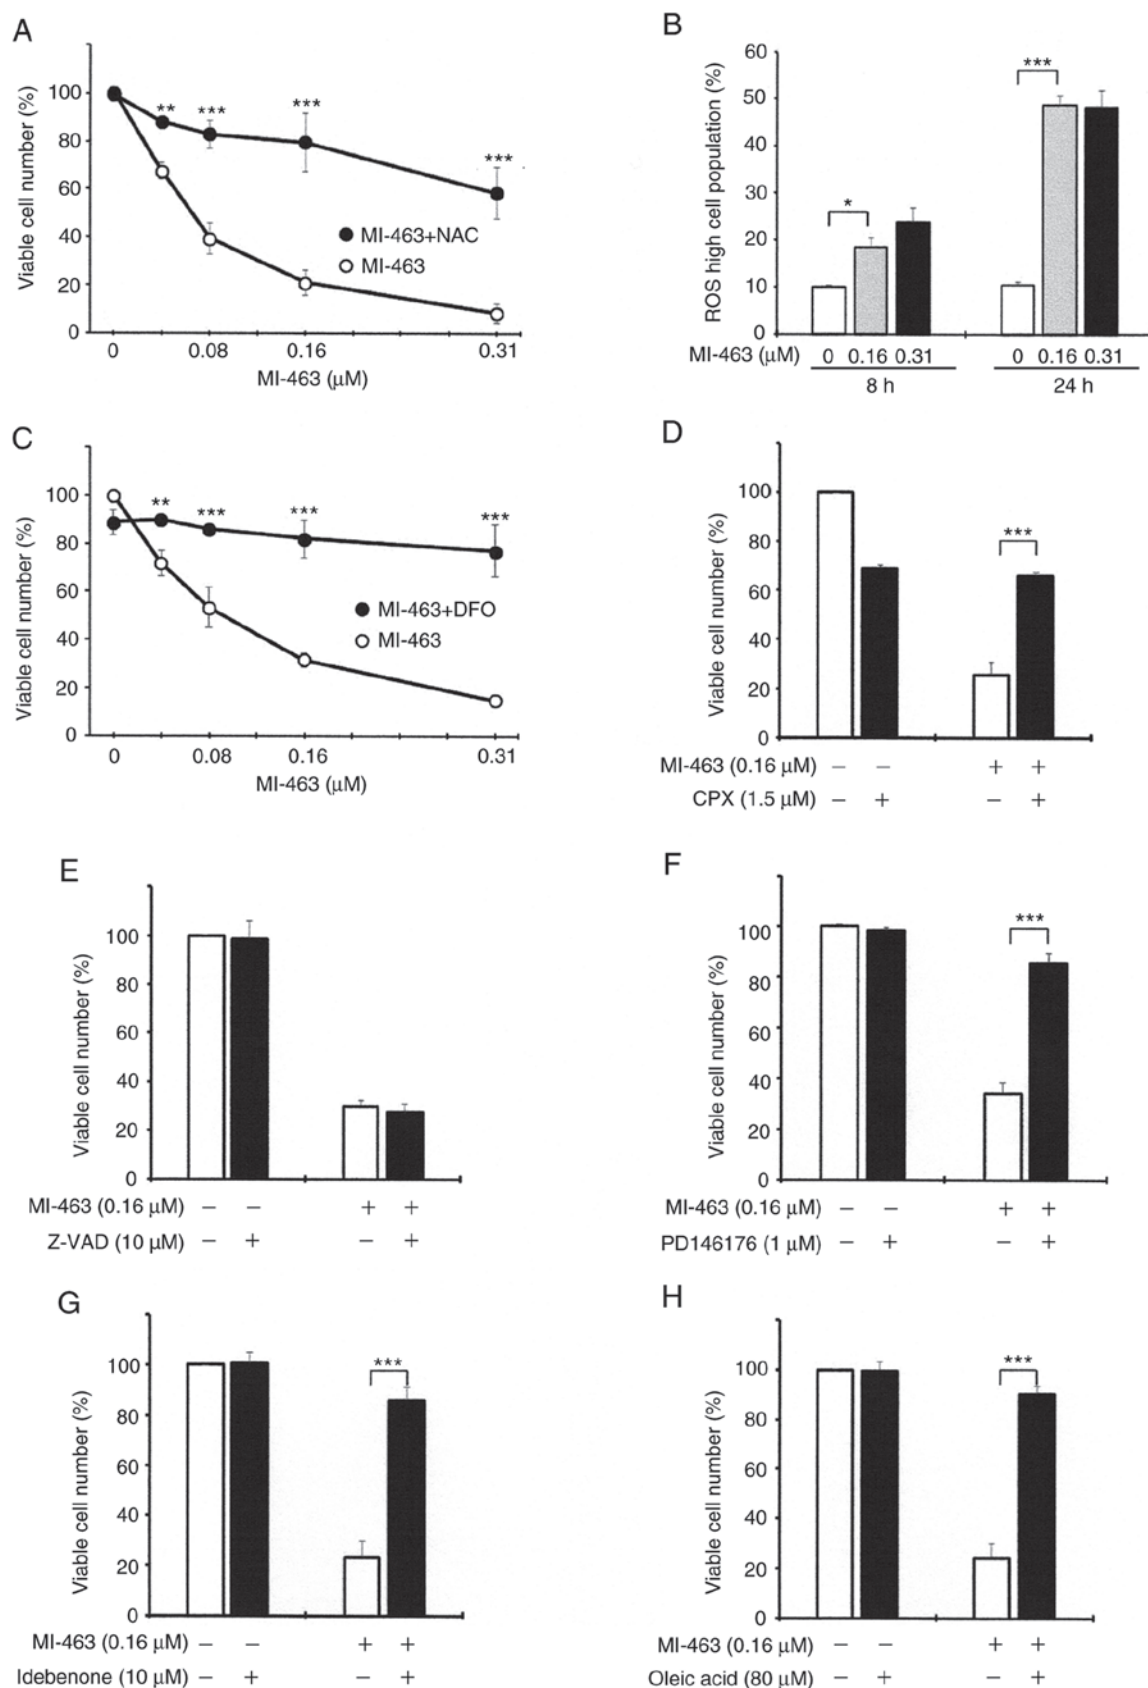 A
Viable cell number (%)
100
80
60
40
20
0
** *** *** ***
MI-463+NAC
MI-463
0 0.08 0.16 0.31
MI-463 (µM)
B
ROS high cell population (%)
60
50
40
30
20
10
0
* ***
MI-463 (µM) 0 0.16 0.31 0 0.16 0.31
8 h 24 h
C
Viable cell number (%)
100
80
60
40
20
0
** *** *** ***
MI-463+DFO
MI-463
0 0.08 0.16 0.31
MI-463 (µM)
D
Viable cell number (%)
100
80
60
40
20
0
***
MI-463 (0.16 µM) − − + +
CPX (1.5 µM) − + − +
E
Viable cell number (%)
100
80
60
40
20
0
MI-463 (0.16 µM) − − + +
Z-VAD (10 µM) − + − +
F
Viable cell number (%)
100
80
60
40
20
0
***
MI-463 (0.16 µM) − − + +
PD146176 (1 µM) − + − +
G
Viable cell number (%)
100
80
60
40
20
0
***
MI-463 (0.16 µM) − − + +
Idebenone (10 µM) − + − +
H
Viable cell number (%)
100
80
60
40
20
0
***
MI-463 (0.16 µM) − − + +
Oleic acid (80 µM) − + − +